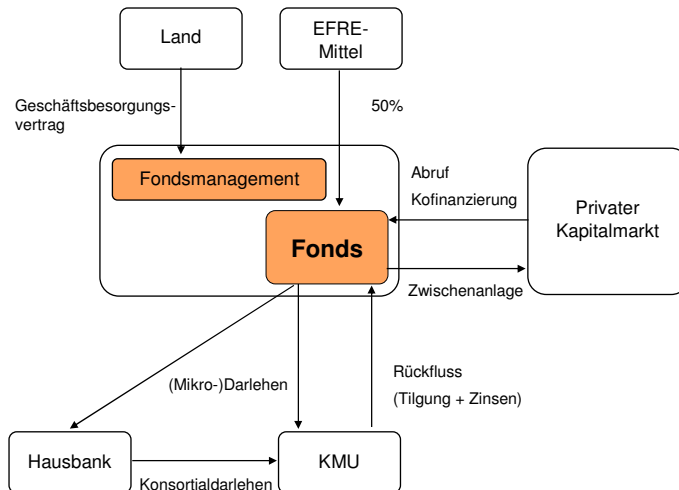 Land
EFRE-
Mittel
Geschäftsbesorgungs-
vertrag
50%
Fondsmanagement
Abruf
Kofinanzierung
Privater
Kapitalmarkt
Fonds
Zwischenanlage
(Mikro-)Darlehen
Rückfluss
(Tilgung + Zinsen)
Hausbank
KMU
Konsortialdarlehen